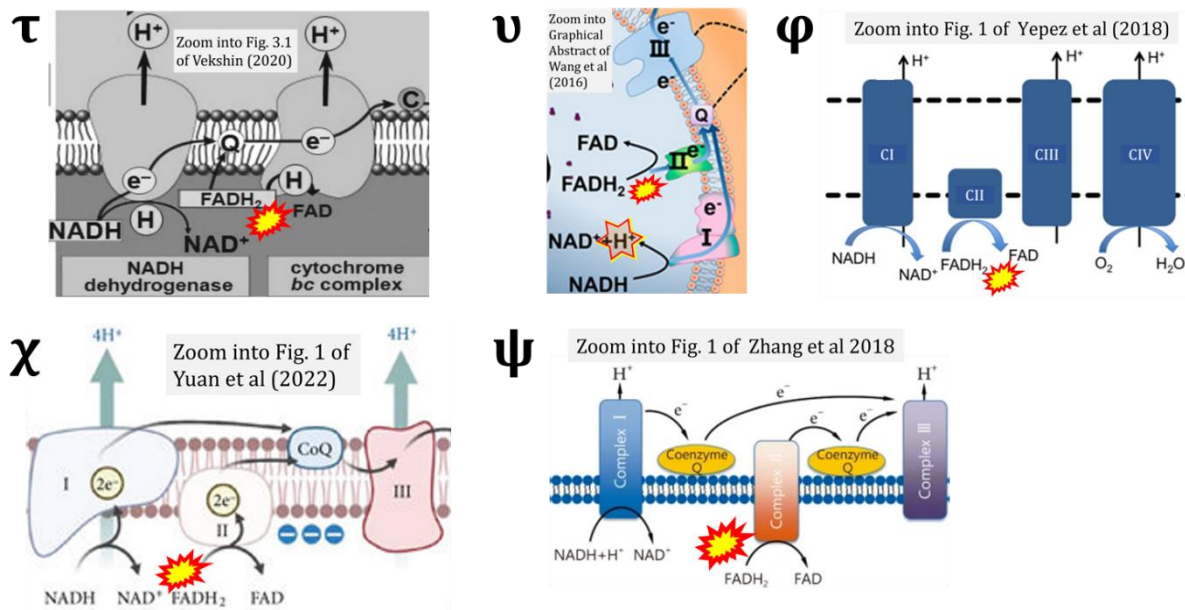 τ
H⁺
H⁺
Zoom into Fig. 3.1
of Vekshin (2020)
C
Q
e⁻
e⁻
FADH₂
H
FAD
NADH
H
NAD⁺
NADH
dehydrogenase
cytochrome
bc complex
υ
Zoom into
Graphical
Abstract of
Wang et al
(2016)
e⁻
III
e⁻
Q
FAD
II
e⁻
FADH₂
e⁻
I
NAD⁺+H⁺
NADH
φ
Zoom into Fig. 1 of Yepez et al (2018)
H⁺
H⁺
H⁺
CI
CII
CIII
CIV
NADH
NAD⁺
FADH₂
FAD
O₂
H₂O
χ
4H⁺
Zoom into Fig. 1 of
Yuan et al (2022)
4H⁺
I
2e⁻
CoQ
III
2e⁻
II
NADH
NAD⁺
FADH₂
FAD
ψ
Zoom into Fig. 1 of Zhang et al 2018
H⁺
H⁺
e⁻
e⁻
e⁻
Complex I
Coenzyme
Q
Complex II
Coenzyme
Q
Complex III
NADH+H⁺
NAD⁺
FADH₂
FAD